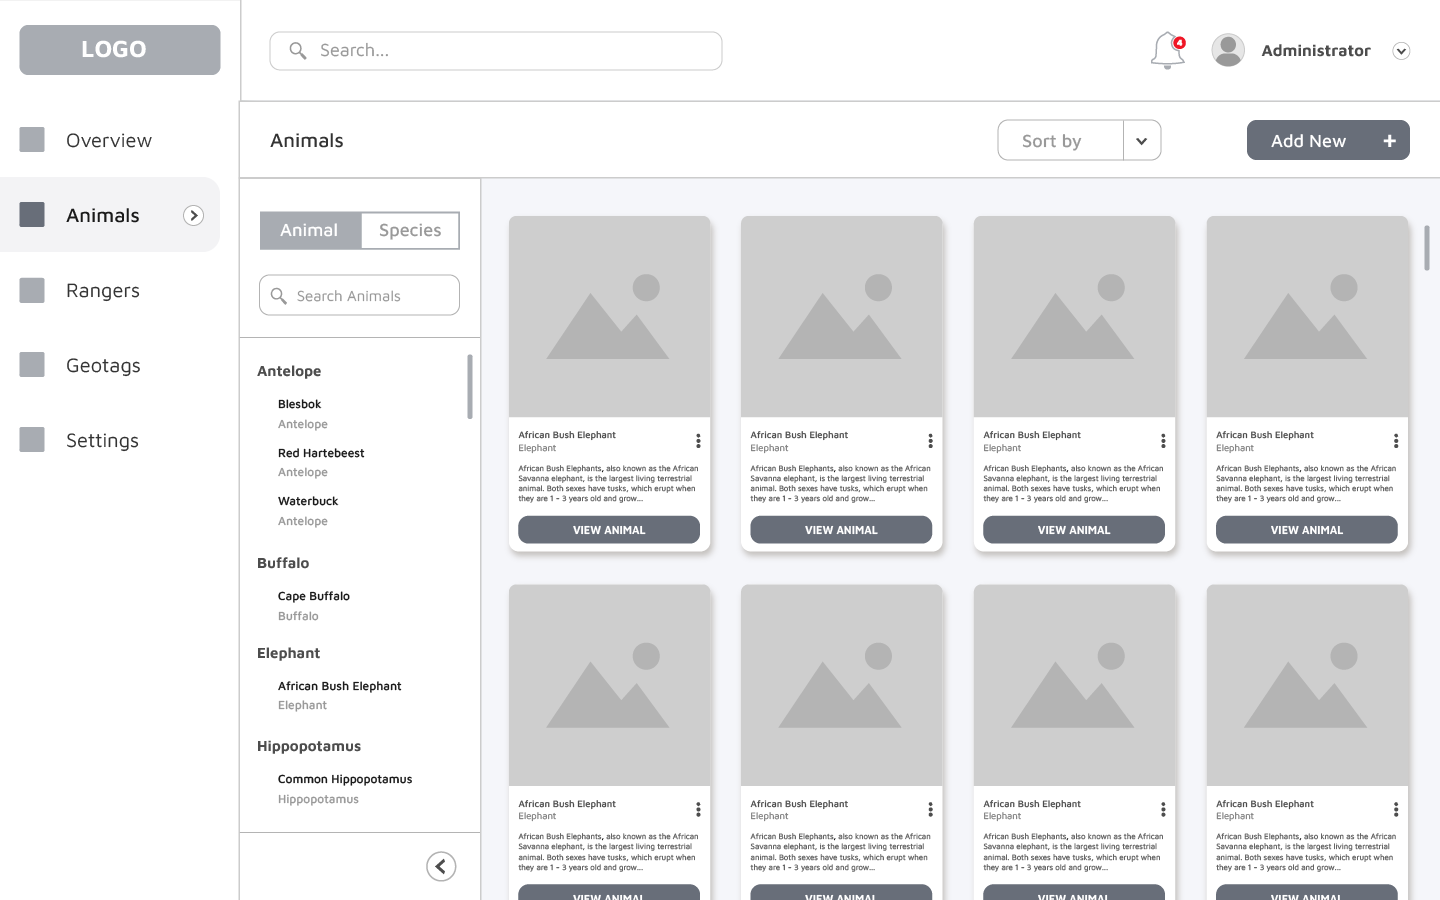 LOGO
Search...
4
Administrator
Overview
Animals
Rangers
Geotags
Settings
Animals
Sort by
Add New +
Animal
Species
Search Animals
Antelope
Blesbok
Antelope
Red Hartebeest
Antelope
Waterbuck
Antelope
Buffalo
Cape Buffalo
Buffalo
Elephant
African Bush Elephant
Elephant
Hippopotamus
Common Hippopotamus
Hippopotamus
African Bush Elephant
Elephant
African Bush Elephants, also known as the African
Savanna elephant, is the largest living terrestrial
animal. Both sexes have tusks, which erupt when
they are 1 - 3 years old and grow...
VIEW ANIMAL
African Bush Elephant
Elephant
African Bush Elephants, also known as the African
Savanna elephant, is the largest living terrestrial
animal. Both sexes have tusks, which erupt when
they are 1 - 3 years old and grow...
VIEW ANIMAL
African Bush Elephant
Elephant
African Bush Elephants, also known as the African
Savanna elephant, is the largest living terrestrial
animal. Both sexes have tusks, which erupt when
they are 1 - 3 years old and grow...
VIEW ANIMAL
African Bush Elephant
Elephant
African Bush Elephants, also known as the African
Savanna elephant, is the largest living terrestrial
animal. Both sexes have tusks, which erupt when
they are 1 - 3 years old and grow...
VIEW ANIMAL
African Bush Elephant
Elephant
African Bush Elephants, also known as the African
Savanna elephant, is the largest living terrestrial
animal. Both sexes have tusks, which erupt when
they are 1 - 3 years old and grow...
VIEW ANIMAL
African Bush Elephant
Elephant
African Bush Elephants, also known as the African
Savanna elephant, is the largest living terrestrial
animal. Both sexes have tusks, which erupt when
they are 1 - 3 years old and grow...
VIEW ANIMAL
African Bush Elephant
Elephant
African Bush Elephants, also known as the African
Savanna elephant, is the largest living terrestrial
animal. Both sexes have tusks, which erupt when
they are 1 - 3 years old and grow...
VIEW ANIMAL
African Bush Elephant
Elephant
African Bush Elephants, also known as the African
Savanna elephant, is the largest living terrestrial
animal. Both sexes have tusks, which erupt when
they are 1 - 3 years old and grow...
VIEW ANIMAL